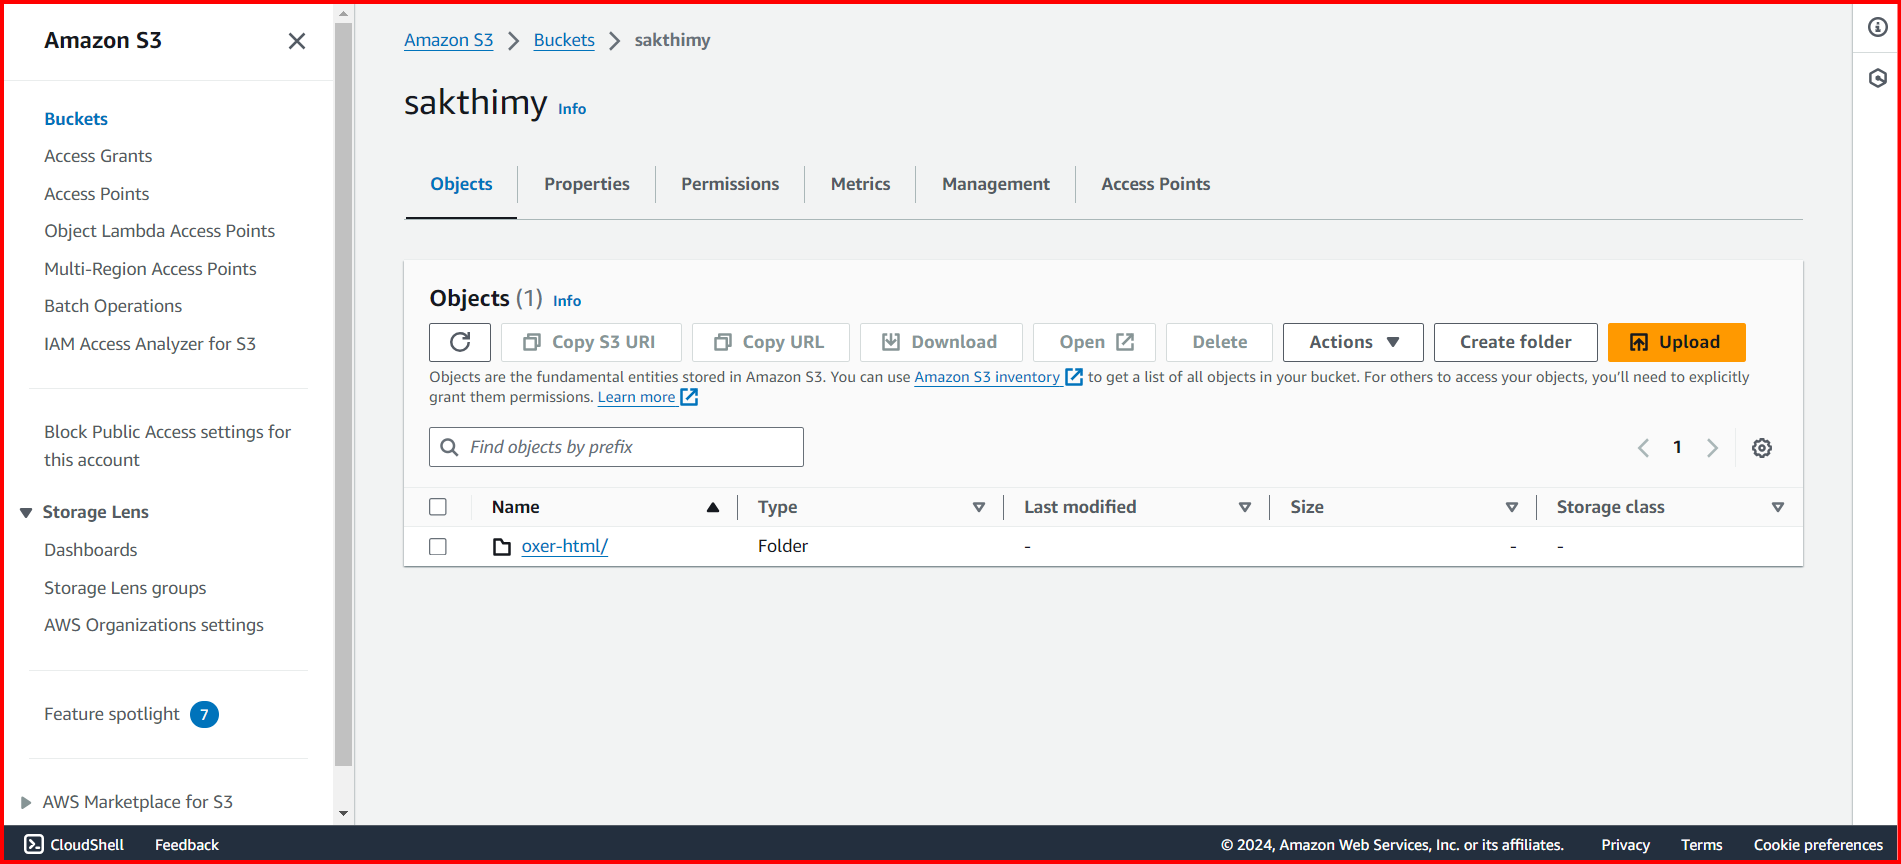 Amazon S3
Buckets
Access Grants
Access Points
Object Lambda Access Points
Multi-Region Access Points
Batch Operations
IAM Access Analyzer for S3
Block Public Access settings for
this account
Storage Lens
Dashboards
Storage Lens groups
AWS Organizations settings
Feature spotlight 7
AWS Marketplace for S3
Amazon S3 Buckets sakthimy
sakthimy Info
Objects Properties Permissions Metrics Management Access Points
Objects (1) Info
Copy S3 URI Copy URL Download Open Delete Actions Create folder Upload
Objects are the fundamental entities stored in Amazon S3. You can use Amazon S3 inventory to get a list of all objects in your bucket. For others to access your objects, you’ll need to explicitly
grant them permissions. Learn more
Find objects by prefix
1
Name Type Last modified Size Storage class
oxer-html/ Folder - - -
CloudShell Feedback © 2024, Amazon Web Services, Inc. or its affiliates. Privacy Terms Cookie preferences